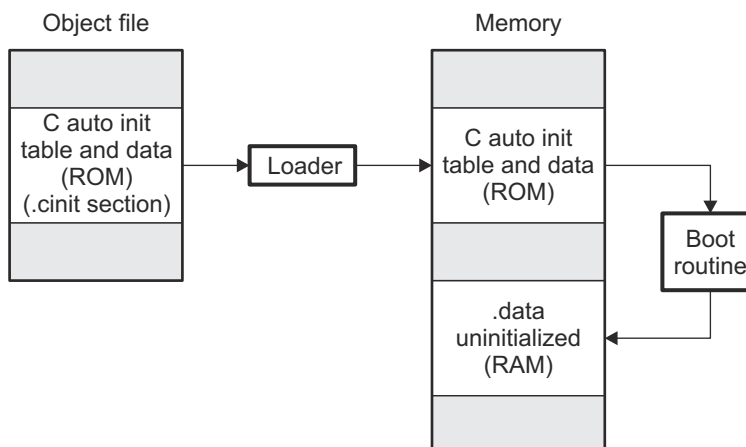 Object file
Memory
C auto init
table and data
(ROM)
(.cinit section)
Loader
C auto init
table and data
(ROM)
Boot
routine
.data
uninitialized
(RAM)